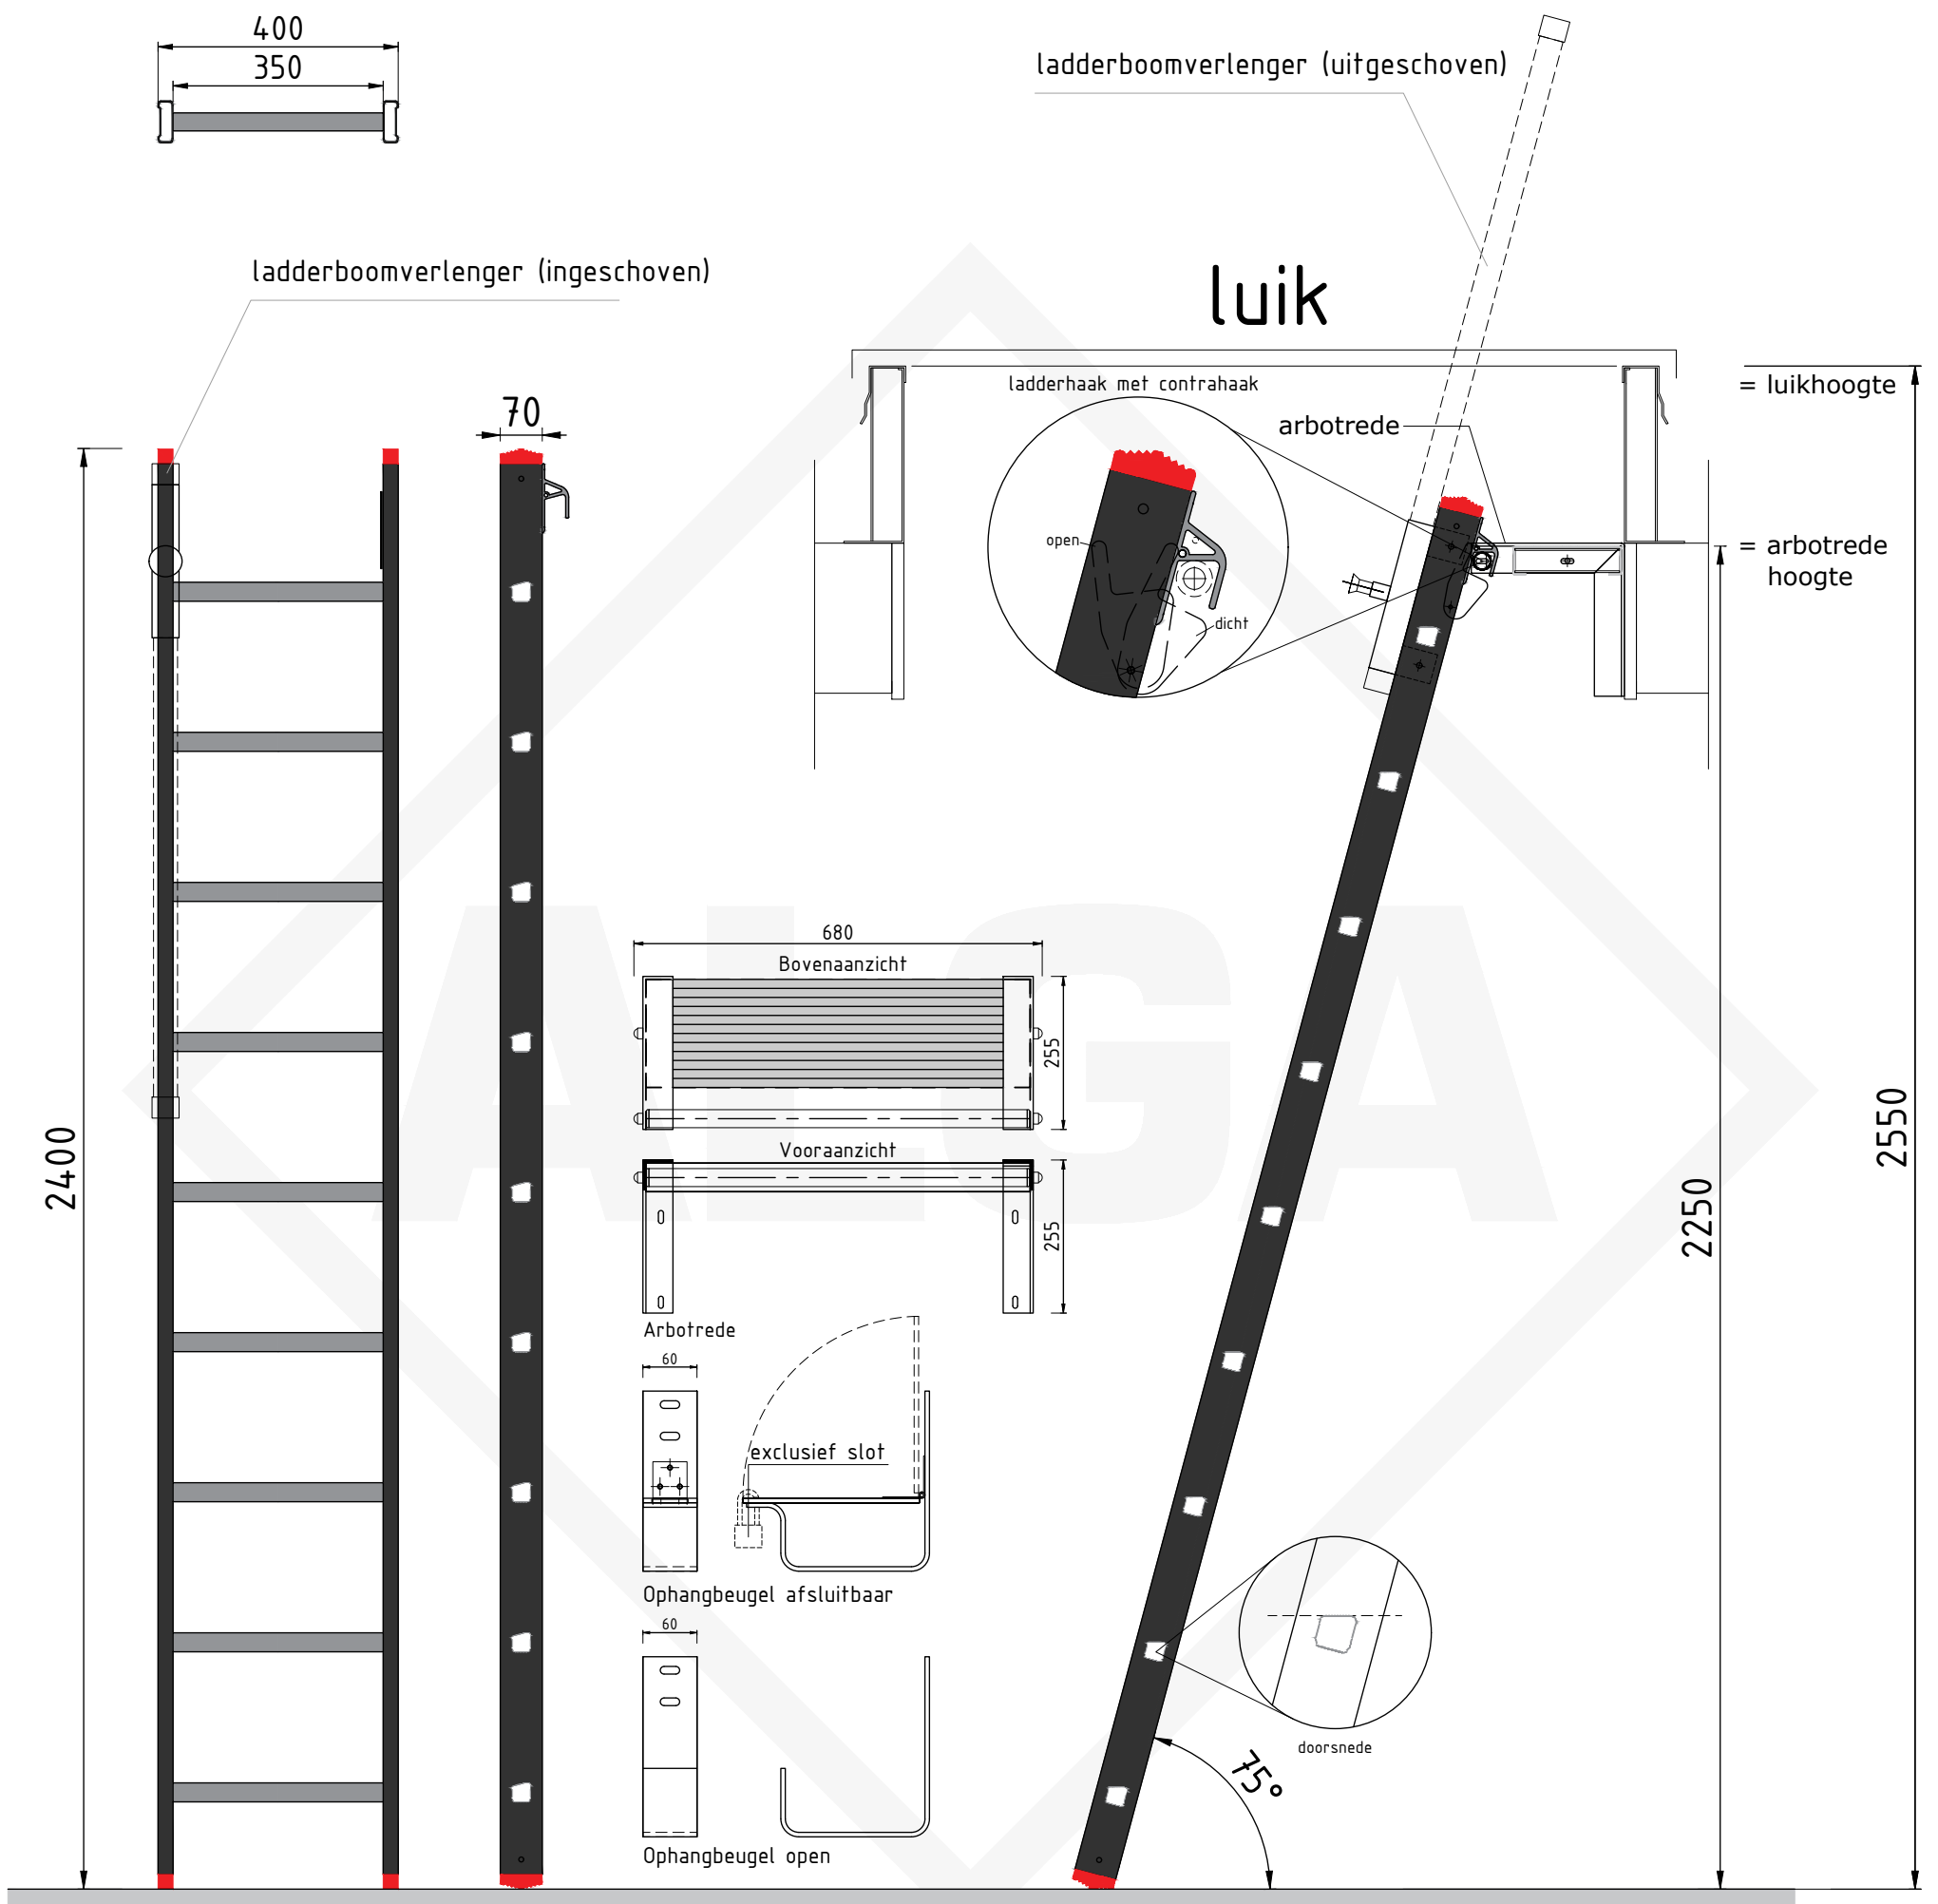 400
350
ladderboomverlenger (uitgeschoven)
ladderboomverlenger (ingeschoven)
luik
ladderhaak met contrahaak
= luikhoogte
70
arbotrede
open
= arbotrede
hoogte
dicht
680
Bovenaanzicht
255
Vooraanzicht
255
2400
2250
2550
Arbotrede
60
exclusief slot
Ophangbeugel afsluitbaar
60
doorsnede
75°
Ophangbeugel open
ALGA